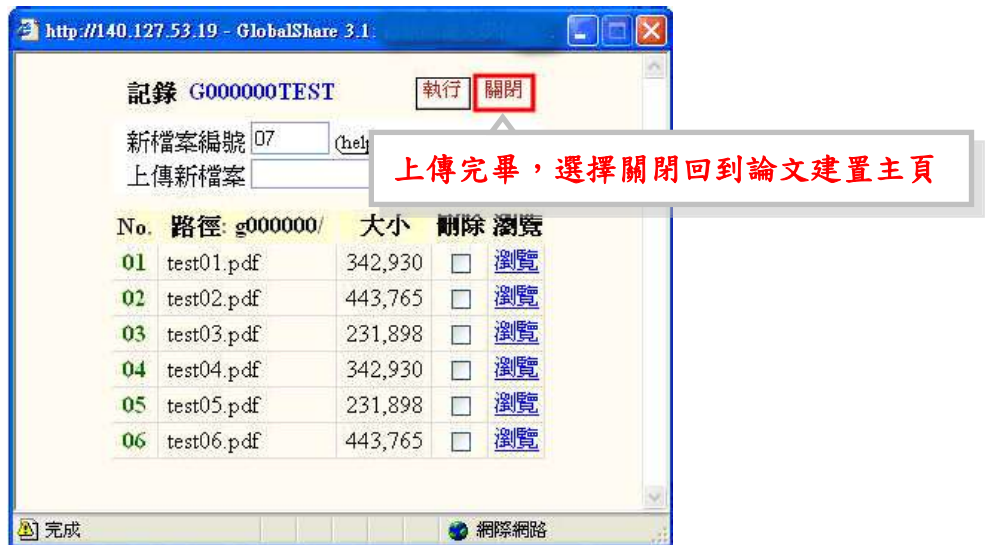 http://140.127.53.19 - GlobalShare 3.1:
記錄 G000000TEST 執行 關閉
新檔案編號 07 (help
上傳完畢，選擇關閉回到論文建置主頁
上傳新檔案
No. 路徑: g000000/ 大小 刪除 瀏覽
01 test01.pdf 342,930 瀏覽
02 test02.pdf 443,765 瀏覽
03 test03.pdf 231,898 瀏覽
04 test04.pdf 342,930 瀏覽
05 test05.pdf 231,898 瀏覽
06 test06.pdf 443,765 瀏覽
完成 網際網路